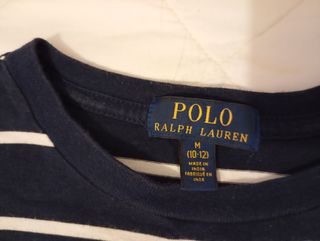 POLO
RALPH LAUREN
M
(10-12)
MADE IN
INDIA
FABRIQUÉ EN
INDE